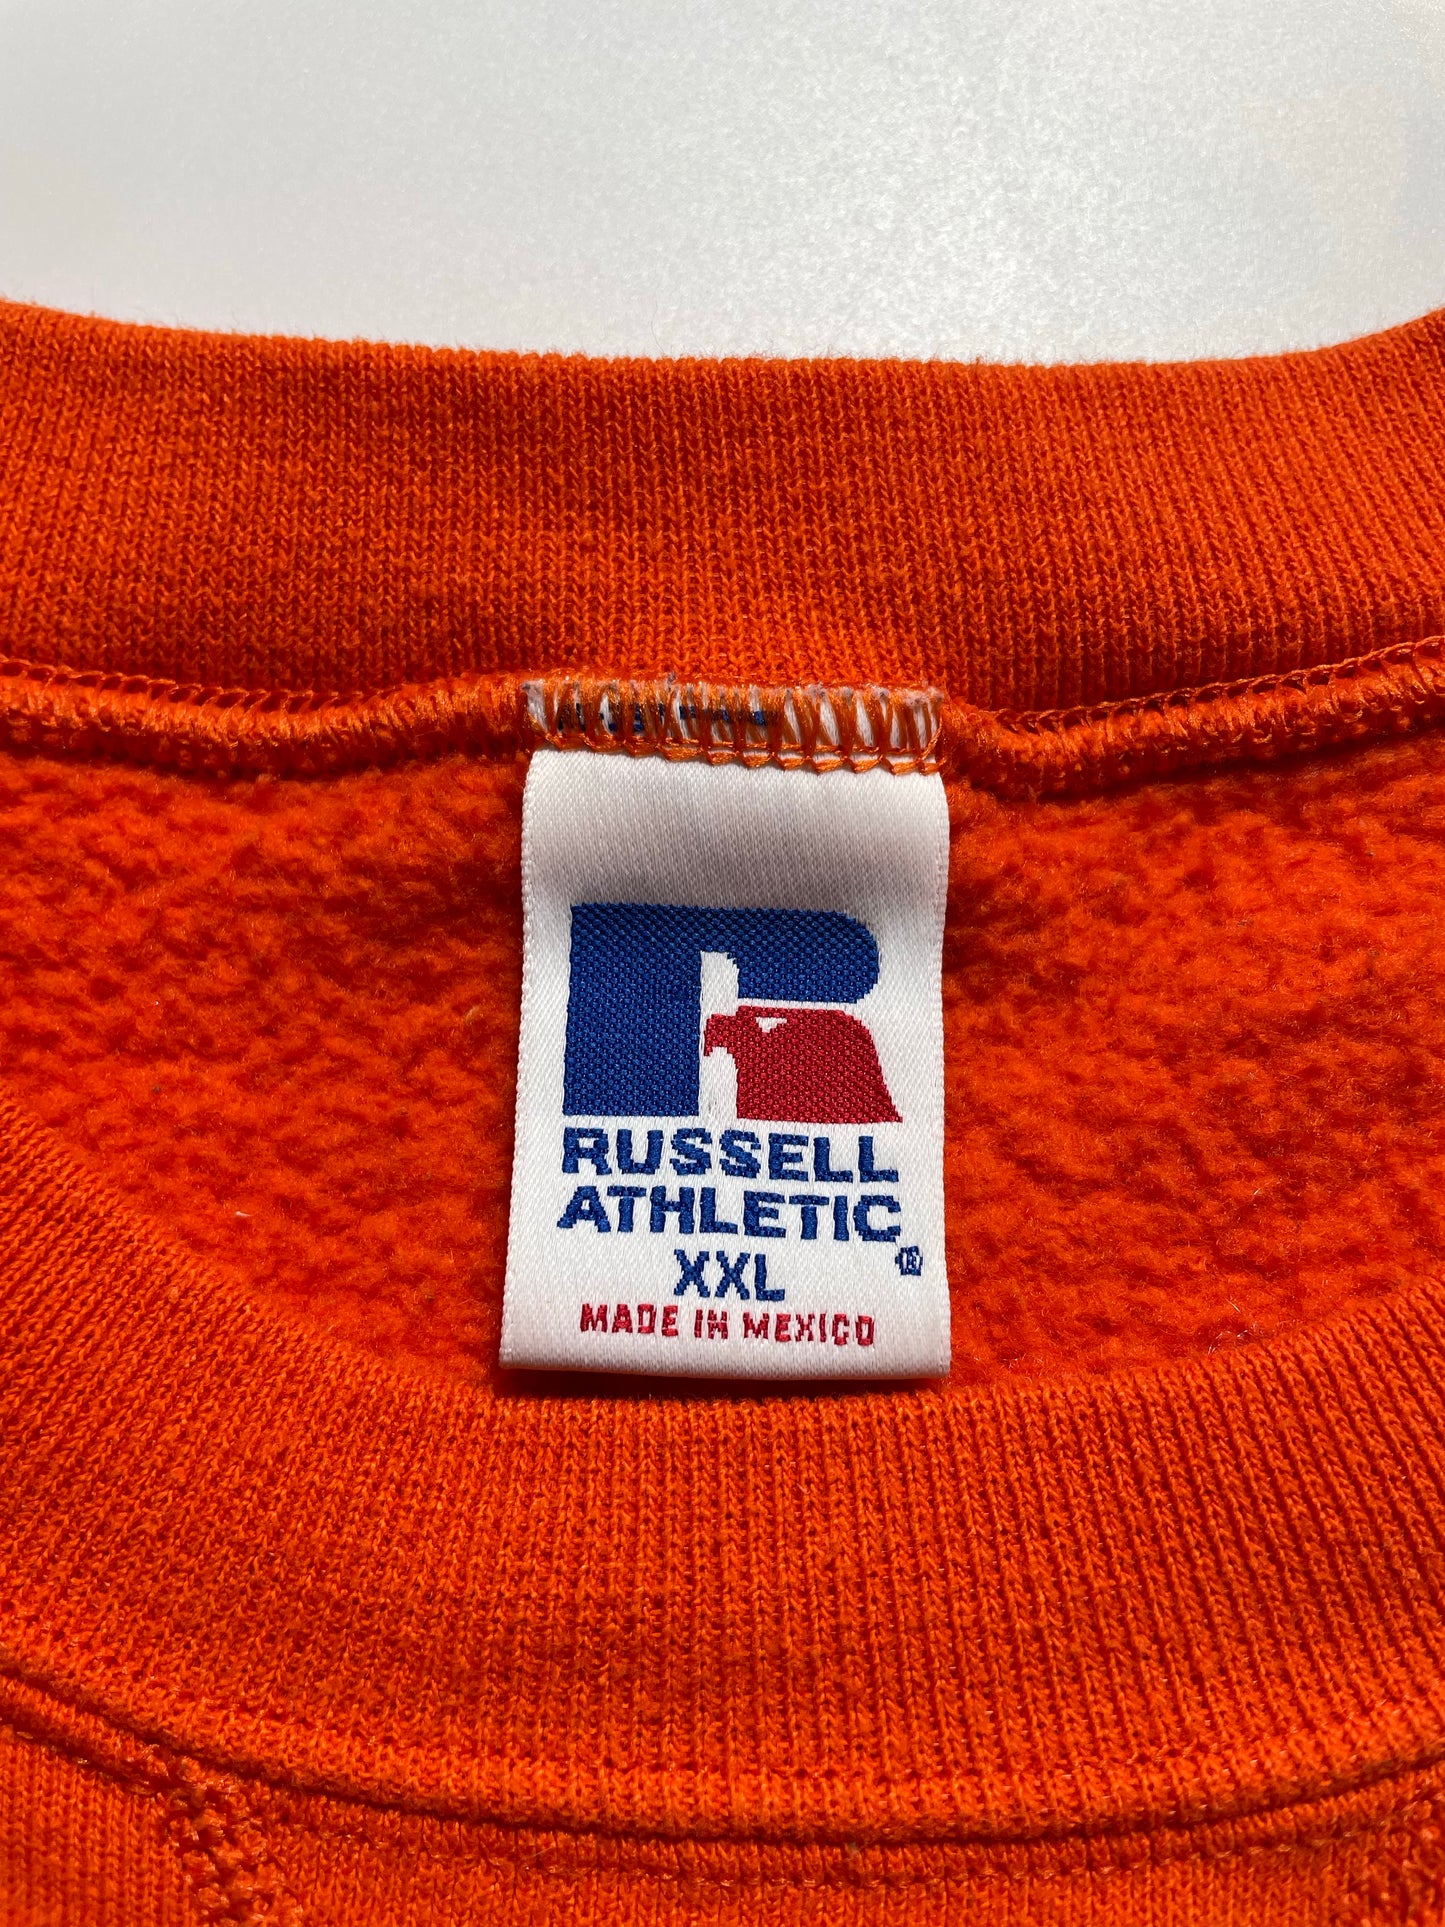 RUSSELL
ATHLETIC®
XXL
MADE IN MEXICO